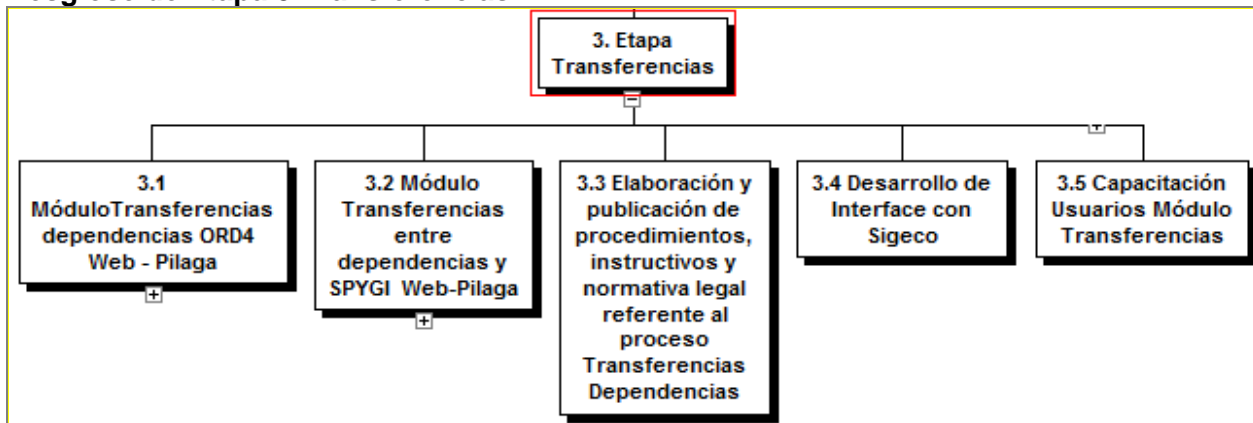 3. Etapa
Transferencias
3.1
MóduloTransferencias
dependencias ORD4
Web - Pilaga
3.2 Módulo
Transferencias
entre
dependencias y
SPYGI Web-Pilaga
3.3 Elaboración y
publicación de
procedimientos,
instructivos y
normativa legal
referente al
proceso
Transferencias
Dependencias
3.4 Desarrollo de
Interface con
Sigeco
3.5 Capacitación
Usuarios Módulo
Transferencias